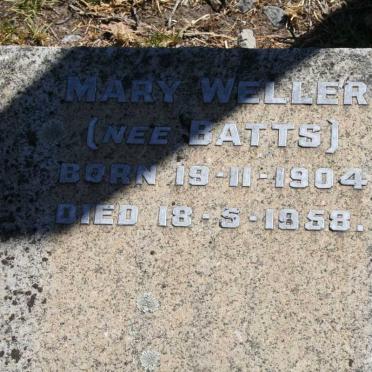 MARY WELLER
(NEE BATTS)
BORN 19-11-1904
DIED 18-5-1958.